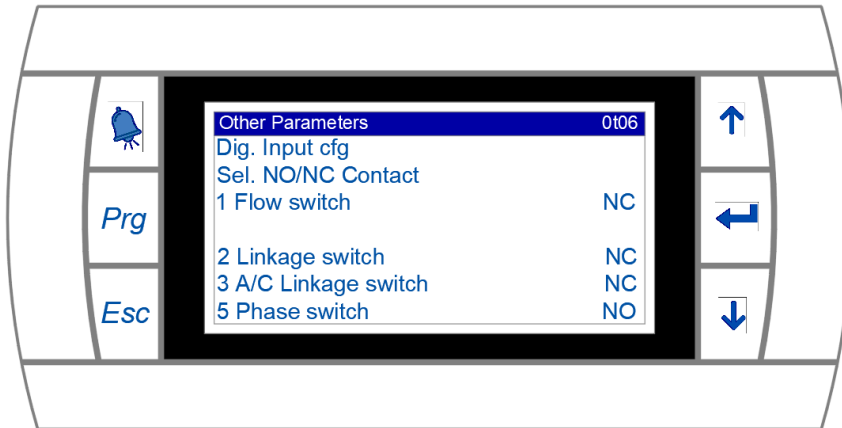 Other Parameters 0t06
Dig. Input cfg
Sel. NO/NC Contact
1 Flow switch NC
2 Linkage switch NC
3 A/C Linkage switch NC
5 Phase switch NO
Prg
Esc